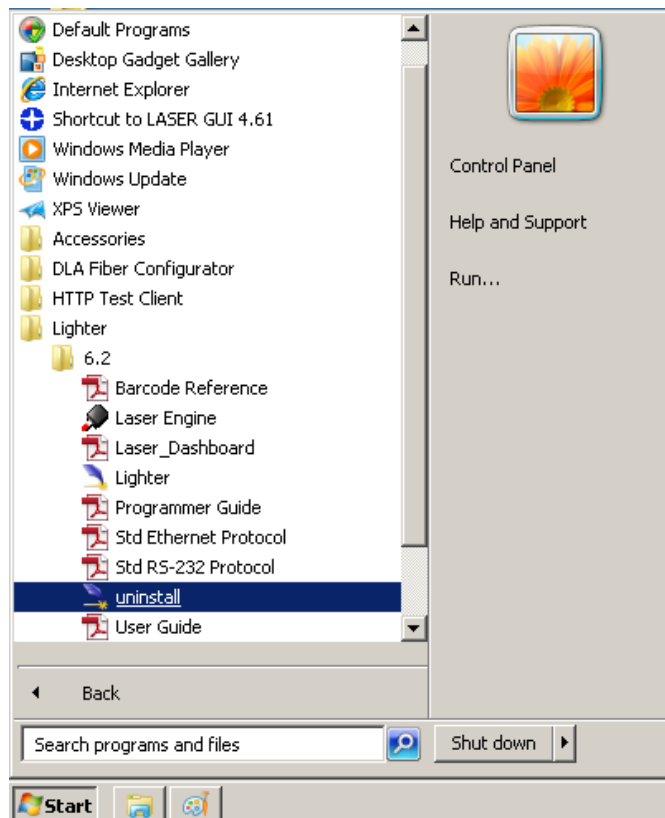 Default Programs
Desktop Gadget Gallery
Internet Explorer
Shortcut to LASER GUI 4.61
Windows Media Player
Windows Update
XPS Viewer
Accessories
DLA Fiber Configurator
HTTP Test Client
Lighter
6.2
Barcode Reference
Laser Engine
Laser_Dashboard
Lighter
Programmer Guide
Std Ethernet Protocol
Std RS-232 Protocol
uninstall
User Guide
Back
Search programs and files
Control Panel
Help and Support
Run...
Shut down
Start